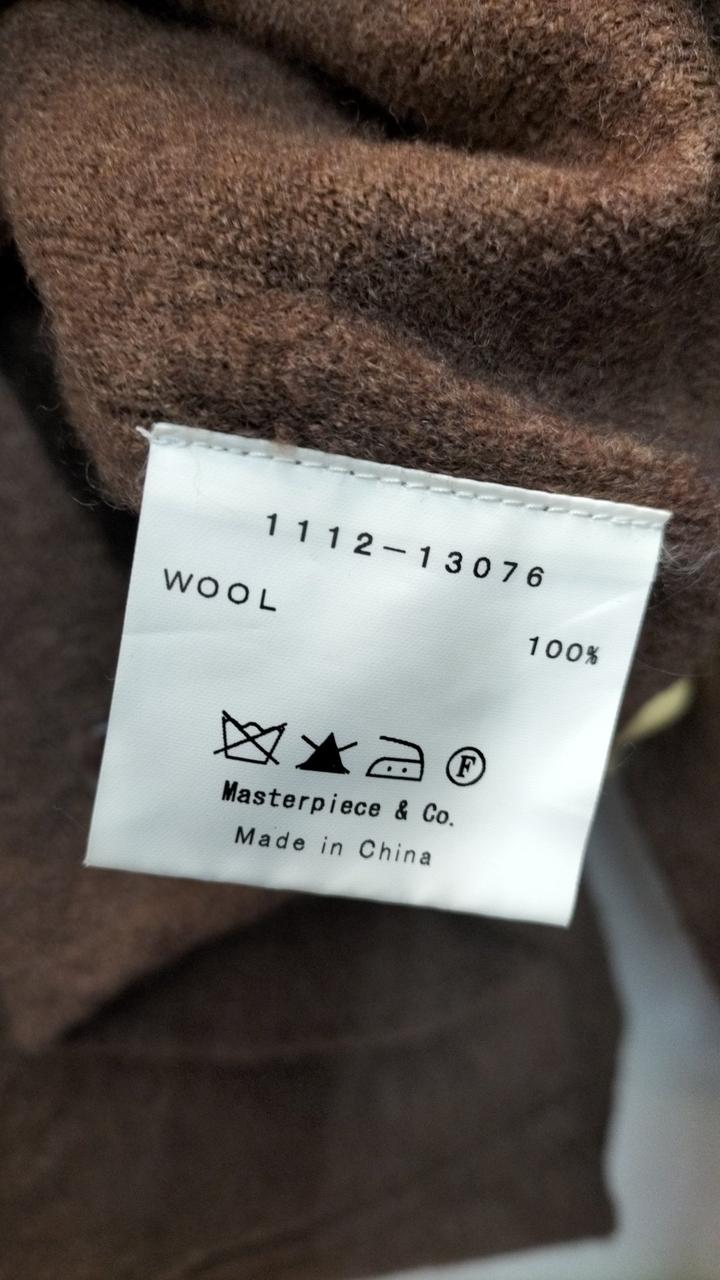 1112-13076
WOOL
100%
F
Masterpiece & Co.
Made in China